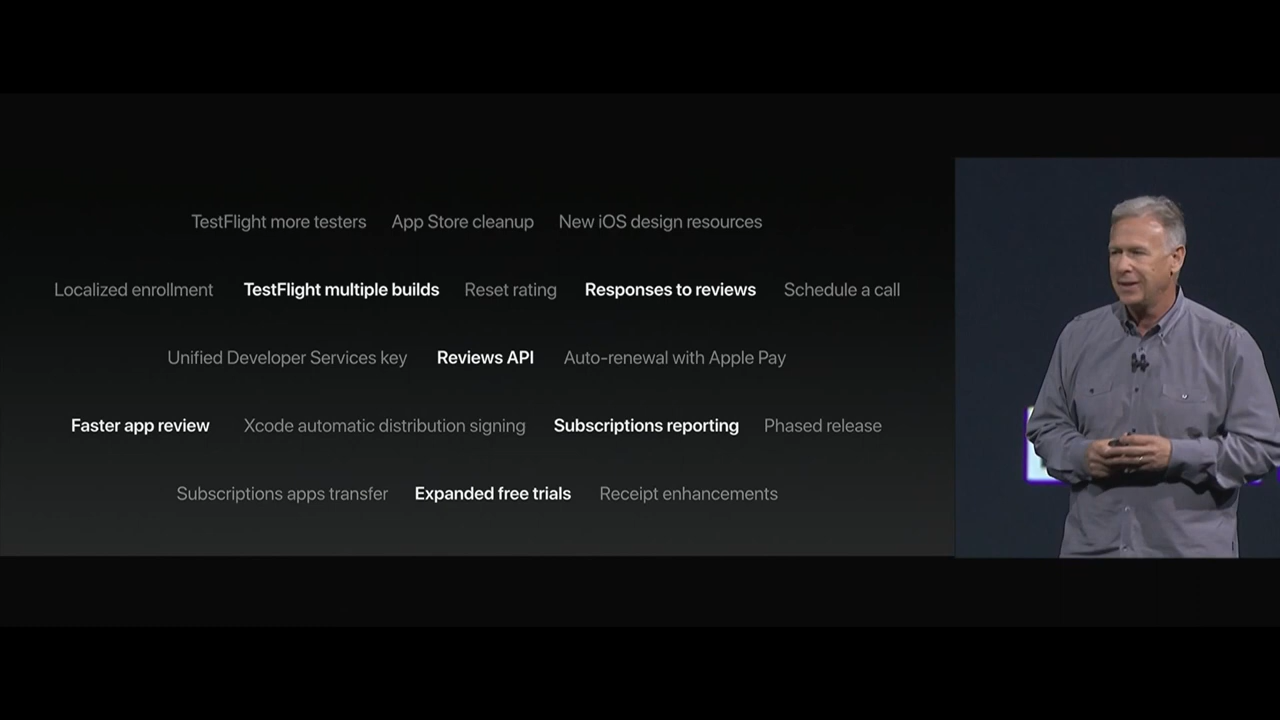 TestFlight more testers App Store cleanup New iOS design resources
Localized enrollment TestFlight multiple builds Reset rating Responses to reviews Schedule a call
Unified Developer Services key Reviews API Auto-renewal with Apple Pay
Faster app review Xcode automatic distribution signing Subscriptions reporting Phased release
Subscriptions apps transfer Expanded free trials Receipt enhancements